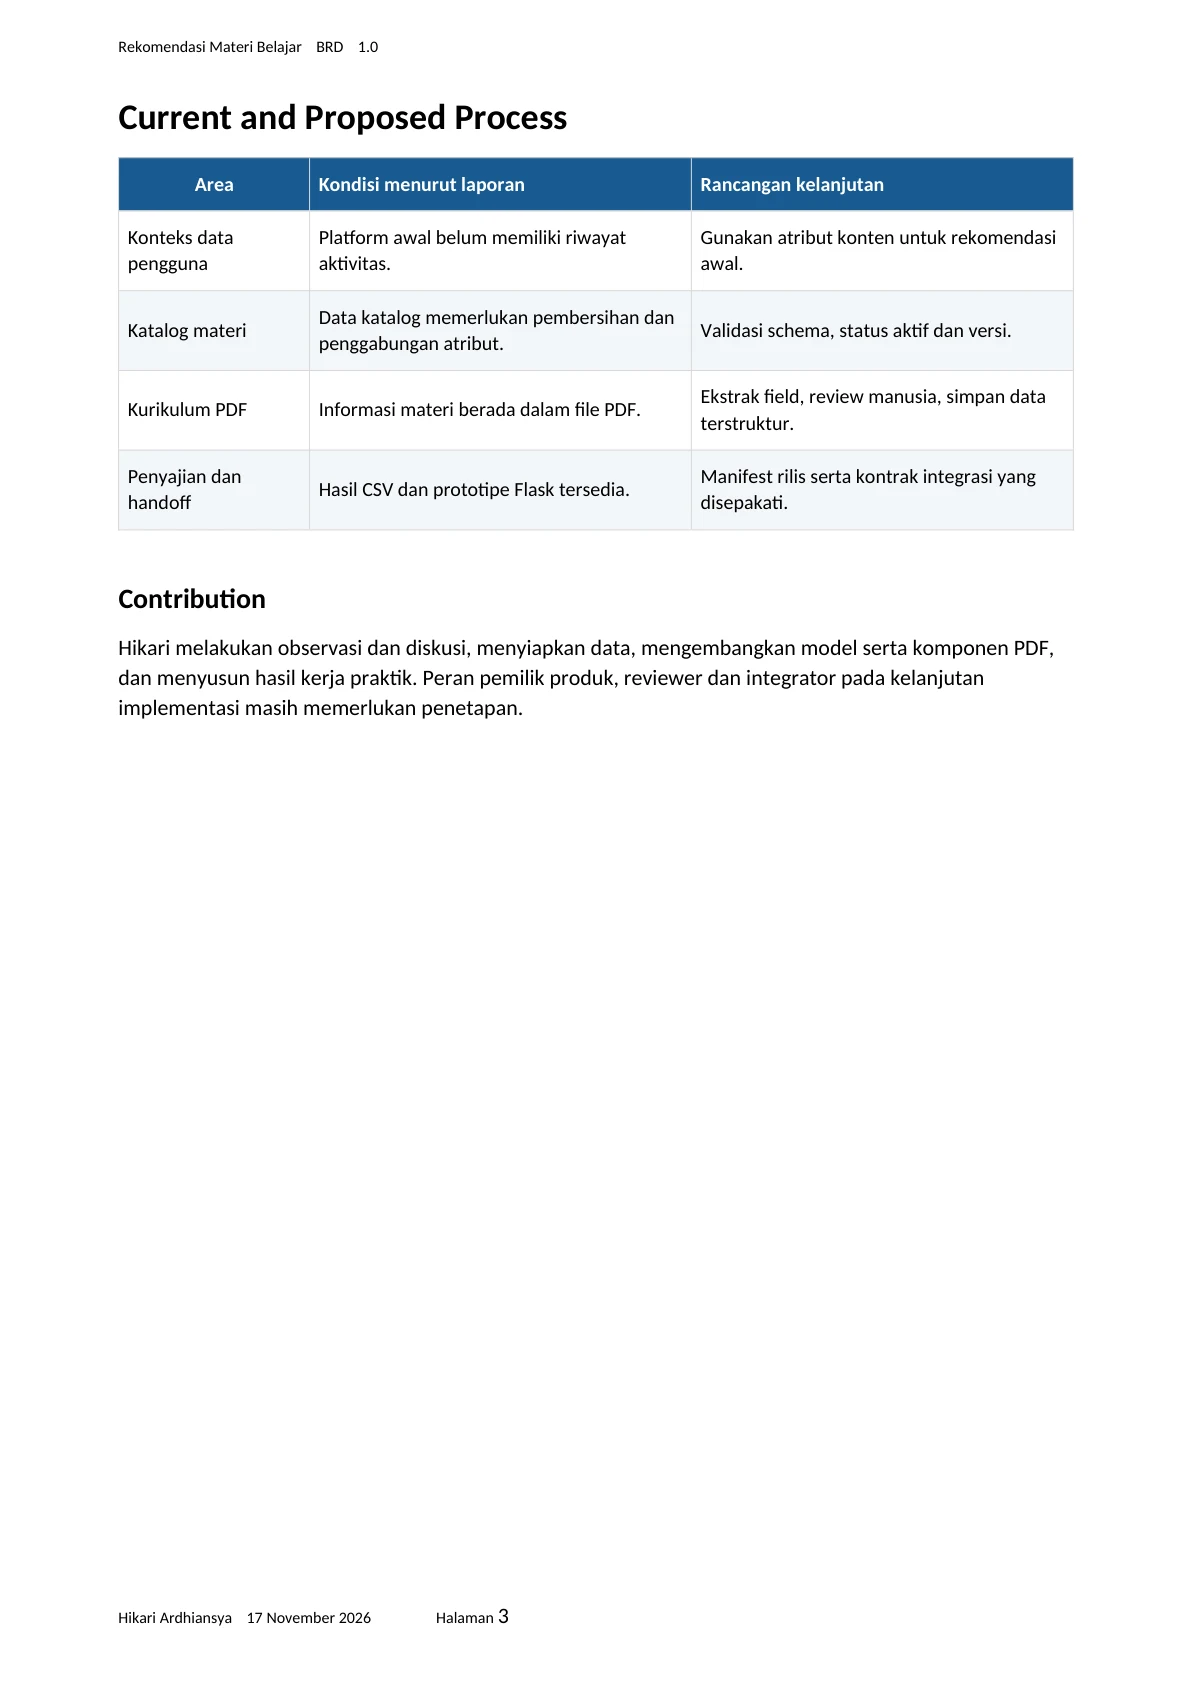 Rekomendasi Materi Belajar BRD 1.0
Current and Proposed Process
Area Kondisi menurut laporan Rancangan kelanjutan
Konteks data pengguna Platform awal belum memiliki riwayat aktivitas. Gunakan atribut konten untuk rekomendasi awal.
Katalog materi Data katalog memerlukan pembersihan dan penggabungan atribut. Validasi schema, status aktif dan versi.
Kurikulum PDF Informasi materi berada dalam file PDF. Ekstrak field, review manusia, simpan data terstruktur.
Penyajian dan handoff Hasil CSV dan prototipe Flask tersedia. Manifest rilis serta kontrak integrasi yang disepakati.
Contribution
Hikari melakukan observasi dan diskusi, menyiapkan data, mengembangkan model serta komponen PDF,
dan menyusun hasil kerja praktik. Peran pemilik produk, reviewer dan integrator pada kelanjutan
implementasi masih memerlukan penetapan.
Hikari Ardhiansya 17 November 2026 Halaman 3